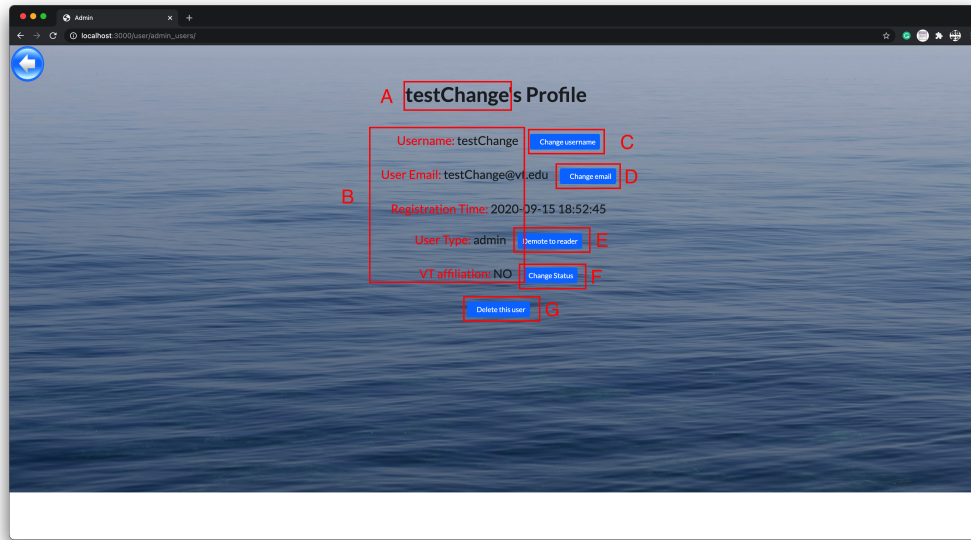 Admin
localhost:3000/user/admin_users/
A testChange's Profile
Username: testChange Change username C
User Email: testChange@vt.edu Change email D
B
Registration Time: 2020-09-15 18:52:45
User Type: admin Demote to reader E
VT affiliation: NO Change Status F
Delete this user G